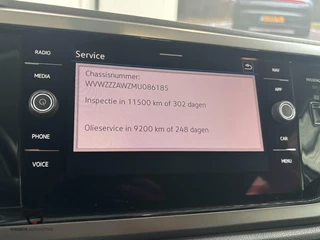 Service
RADIO
MEDIA
PHONE
VOICE
Chassisnummer:
WVWZZZAWZMU086185
Inspectie in 11500 km of 302 dagen
Olieservice in 9200 km of 248 dagen
NAV
APP
CAR
MENU